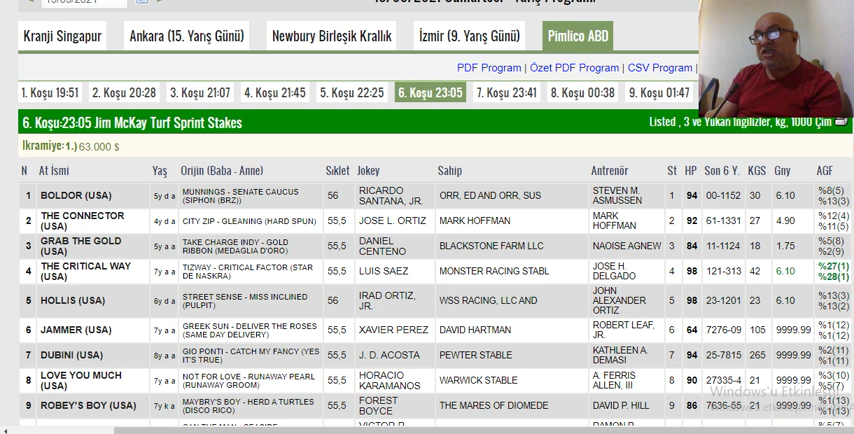 Kranji Singapur Ankara (15. Yarış Günü) Newbury Birleşik Krallık İzmir (9. Yarış Günü) Pimlico ABD
PDF Program | Özet PDF Program | CSV Program |
1. Koşu 19:51 2. Koşu 20:28 3. Koşu 21:07 4. Koşu 21:45 5. Koşu 22:25 6. Koşu 23:05 7. Koşu 23:41 8. Koşu 00:38 9. Koşu 01:47
6. Koşu:23:05 Jim McKay Turf Sprint Stakes Listed , 3 ve Yukarı İngilizler, kg, 1000 Çim
Ikramiye:1.) 63.000 $
N At İsmi Yaş Orijin (Baba - Anne) Sıklet Jokey Sahip Antrenör St HP Son 6 Y. KGS Gny AGF
1 BOLDOR (USA) 5y d a MUNNINGS - SENATE CAUCUS (SIPHON (BRZ)) 56 RICARDO SANTANA, JR. ORR, ED AND ORR, SUS STEVEN M. ASMUSSEN 1 94 00-1152 30 6.10 %8(5) %13(3)
2 THE CONNECTOR (USA) 4y d a CITY ZIP - GLEANING (HARD SPUN) 55,5 JOSE L. ORTIZ MARK HOFFMAN MARK HOFFMAN 2 92 61-1331 27 4.90 %12(4) %11(5)
3 GRAB THE GOLD (USA) 5y a a TAKE CHARGE INDY - GOLD RIBBON (MEDAGLIA D'ORO) 55,5 DANIEL CENTENO BLACKSTONE FARM LLC NAOISE AGNEW 3 84 11-1124 18 1.75 %5(8) %2(9)
4 THE CRITICAL WAY (USA) 7y a a TIZWAY - CRITICAL FACTOR (STAR DE NASKRA) 55,5 LUIS SAEZ MONSTER RACING STABL JOSE H. DELGADO 4 98 121-313 42 6.10 %27(1) %28(1)
5 HOLLIS (USA) 6y d a STREET SENSE - MISS INCLINED (PULPIT) 56 IRAD ORTIZ, JR. WSS RACING, LLC AND JOHN ALEXANDER ORTIZ 5 98 23-1201 23 6.10 %13(3) %13(2)
6 JAMMER (USA) 7y a a GREEK SUN - DELIVER THE ROSES (SAME DAY DELIVERY) 55,5 XAVIER PEREZ DAVID HARTMAN ROBERT LEAF, JR. 6 64 7276-09 105 9999.99 %1(12) %1(12)
7 DUBINI (USA) 8y a a GIO PONTI - CATCH MY FANCY (YES IT'S TRUE) 55,5 J. D. ACOSTA PEWTER STABLE KATHLEEN A. DEMASI 7 94 25-7815 265 9999.99 %2(11) %1(11)
8 LOVE YOU MUCH (USA) 7y a a NOT FOR LOVE - RUNAWAY PEARL (RUNAWAY GROOM) 55,5 HORACIO KARAMANOS WARWICK STABLE A. FERRIS ALLEN, III 8 90 27335-4 21 9999.99 %3(10) %5(7)
9 ROBEY'S BOY (USA) 7y k a MAYBRY'S BOY - HERD A TURTLES (DISCO RICO) 55,5 FOREST BOYCE THE MARES OF DIOMEDE DAVID P. HILL 9 86 7636-55 21 9999.99 %1(13) %1(13)
Windows'u Etkinleştir